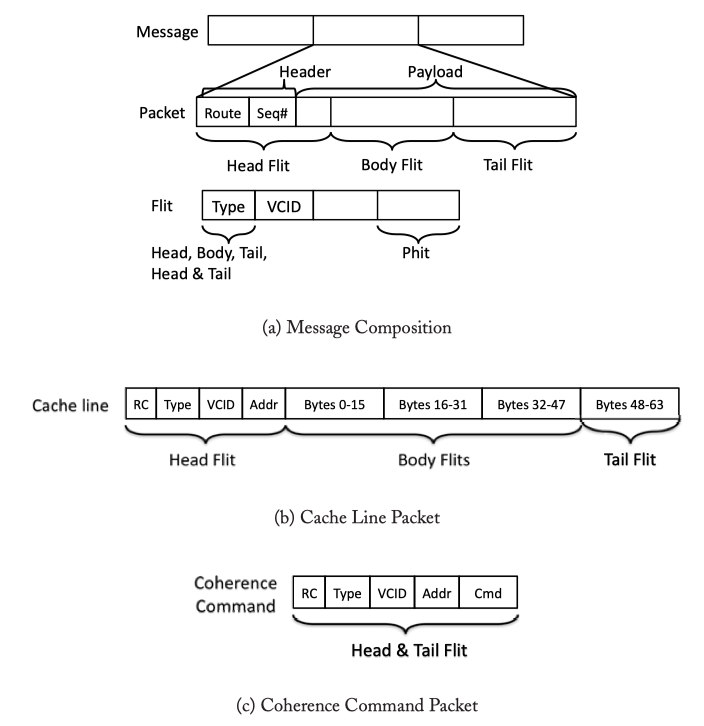 Message
Header
Payload
Packet
Route
Seq#
Head Flit
Body Flit
Tail Flit
Flit
Type
VCID
Head, Body, Tail,
Head & Tail
Phit
(a) Message Composition
Cache line
RC
Type
VCID
Addr
Bytes 0-15
Bytes 16-31
Bytes 32-47
Bytes 48-63
Head Flit
Body Flits
Tail Flit
(b) Cache Line Packet
Coherence
Command
RC
Type
VCID
Addr
Cmd
Head & Tail Flit
(c) Coherence Command Packet